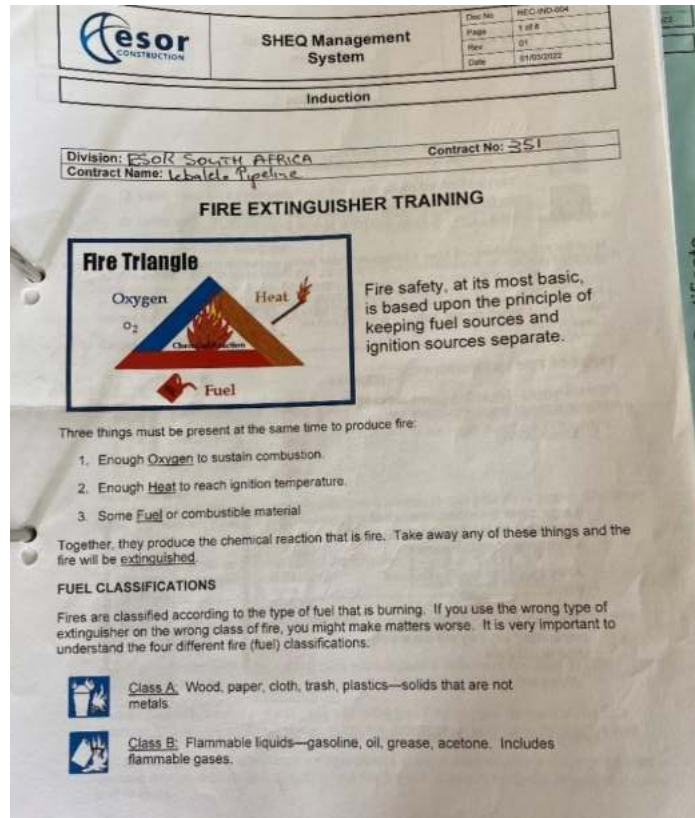 esor
CONSTRUCTION
SHEQ Management
System
Doc No REC-IND-004
Page 1 of 8
Rev 01
Date 01/03/2022
Induction
Division: ESOR SOUTH AFRICA
Contract No: 351
Contract Name: Lebalelo Pipeline
FIRE EXTINGUISHER TRAINING
Fire Triangle
Oxygen
O2
Heat
Chemical Reaction
Fuel
Fire safety, at its most basic,
is based upon the principle of
keeping fuel sources and
ignition sources separate.
Three things must be present at the same time to produce fire:
1. Enough Oxygen to sustain combustion.
2. Enough Heat to reach ignition temperature.
3. Some Fuel or combustible material
Together, they produce the chemical reaction that is fire. Take away any of these things and the
fire will be extinguished.
FUEL CLASSIFICATIONS
Fires are classified according to the type of fuel that is burning. If you use the wrong type of
extinguisher on the wrong class of fire, you might make matters worse. It is very important to
understand the four different fire (fuel) classifications.
Class A: Wood, paper, cloth, trash, plastics—solids that are not
metals.
Class B: Flammable liquids—gasoline, oil, grease, acetone. Includes
flammable gases.